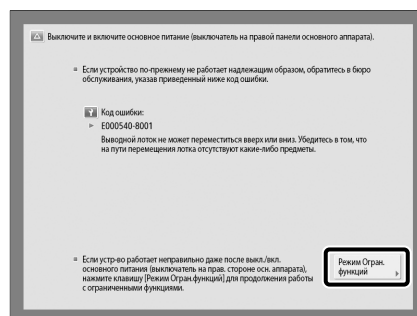 Выключите и включите основное питание (выключатель на правой панели основного аппарата).
Если устройство по-прежнему не работает надлежащим образом, обратитесь в бюро
обслуживания, указав приведенный ниже код ошибки.
Код ошибки:
E000540-8001
Выводной лоток не может переместиться вверх или вниз. Убедитесь в том, что
на пути перемещения лотка отсутствуют какие-либо предметы.
Если устр-во работает неправильно даже после выкл./вкл.
основного питания (выключатель на прав. стороне осн. аппарата),
нажмите клавишу [Режим Огран.функций] для продолжения работы
с ограниченными функциями.
Режим Огран.
функций